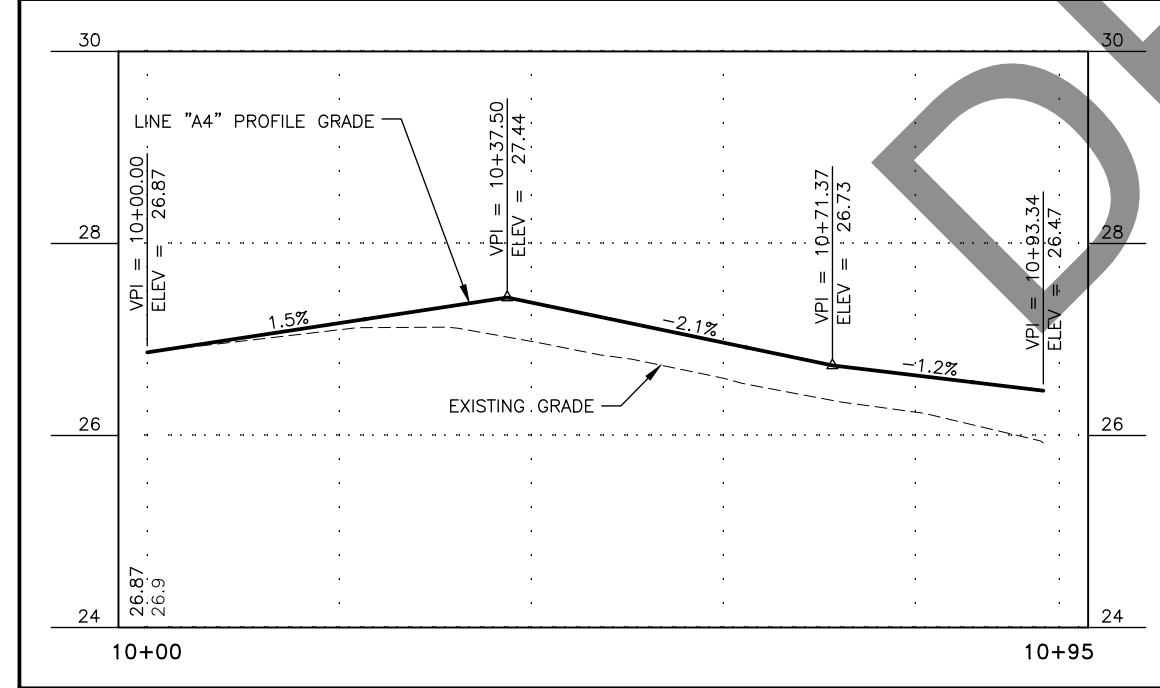 30
30
LINE "A4" PROFILE GRADE
VPI = 10+00.00
ELEV = 26.87
VPI = 10+37.50
ELEV = 27.44
VPI = 10+71.37
ELEV = 26.73
VPI = 10+93.34
ELEV = 26.47
28
28
1.5%
-2.1%
-1.2%
EXISTING GRADE
26
26
26.87
26.9
24
24
10+00
10+95